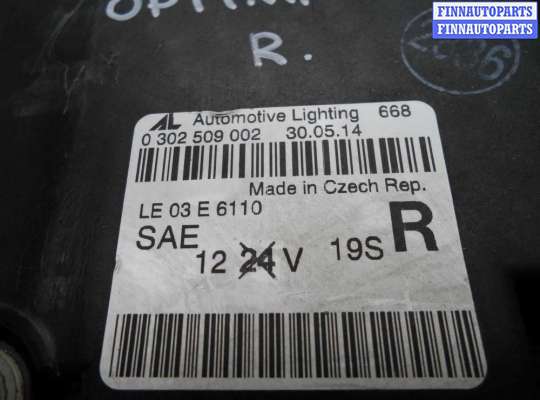 FINNAUTOPARTS
FINNAUTOPARTS
R.
AL Automotive Lighting 668
0 302 509 002 30.05.14
Made in Czech Rep.
LE 03 E 6110
SAE
12 24 V 19S R